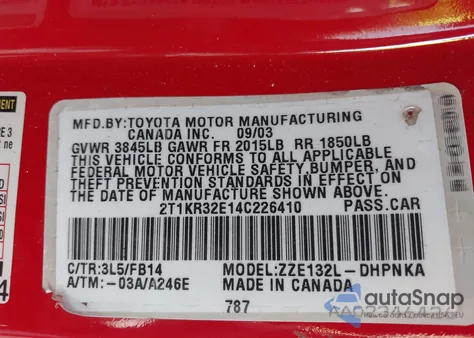 MFD.BY:TOYOTA MOTOR MANUFACTURING
CANADA INC. 09/03
GVWR 3845LB GAWR FR 2015LB RR 1850LB
THIS VEHICLE CONFORMS TO ALL APPLICABLE
FEDERAL MOTOR VEHICLE SAFETY,BUMPER, AND
THEFT PREVENTION STANDARDS IN EFFECT ON
THE DATE OF MANUFACTURE SHOWN ABOVE.
2T1KR32E14C226410 PASS.CAR
C/TR:3L5/FB14 MODEL:ZZE132L-DHPNKA
A/TM:-03A/A246E MADE IN CANADA
787
autoSnap